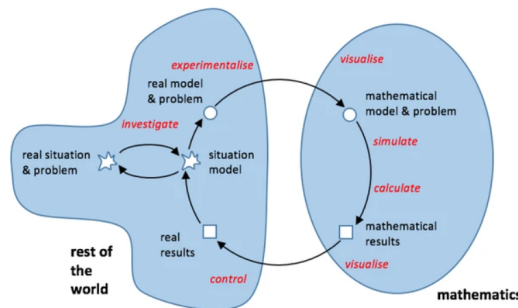 experimentalise
visualise
real model
& problem
mathematical
model & problem
investigate
simulate
real situation
& problem
situation
model
calculate
real
results
mathematical
results
rest of
the
world
control
visualise
mathematics